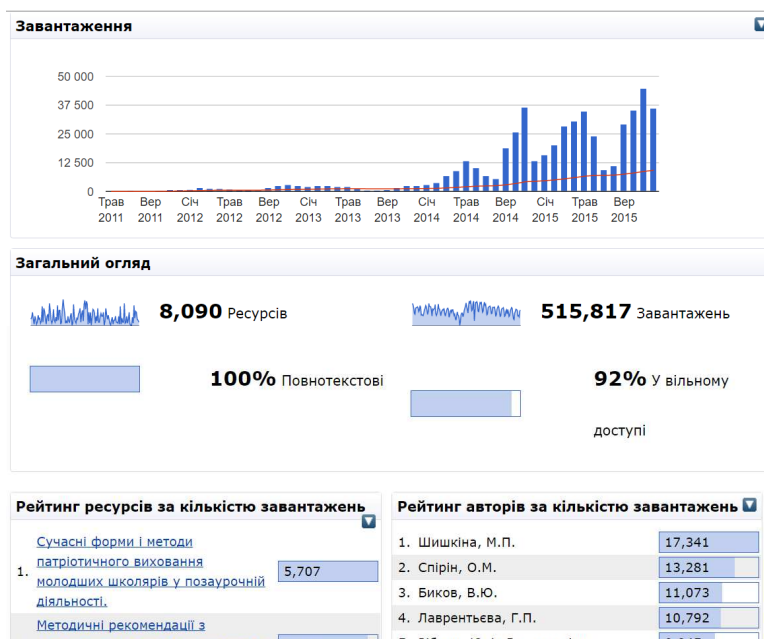 Завантаження
50 000
37 500
25 000
12 500
0
Трав Вер Січ Трав Вер Січ Трав Вер Січ Трав Вер Січ Трав Вер
2011 2011 2012 2012 2012 2013 2013 2013 2014 2014 2014 2015 2015 2015
Загальний огляд
8,090 Ресурсів
515,817 Завантажень
100% Повнотекстові
92% У вільному
доступі
Рейтинг ресурсів за кількістю завантажень
1. Сучасні форми і методи
патріотичного виховання
молодших школярів у позаурочній
діяльності.
5,707
Методичні рекомендації з
Рейтинг авторів за кількістю завантажень
1. Шишкіна, М.П. 17,341
2. Спірін, О.М. 13,281
3. Биков, В.Ю. 11,073
4. Лаврентьєва, Г.П. 10,792